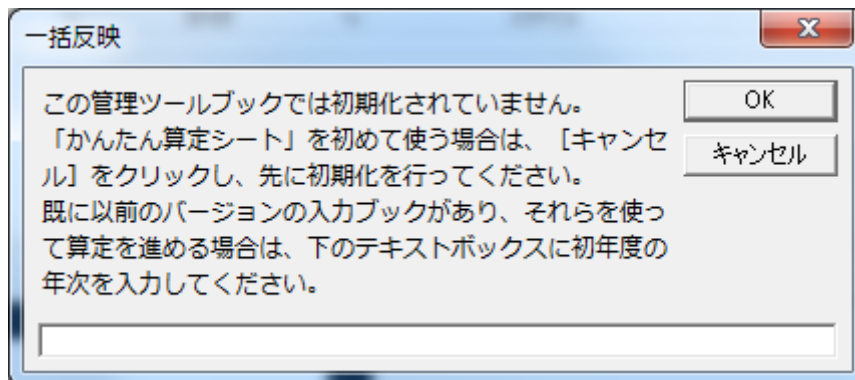 一括反映
この管理ツールブックでは初期化されていません。
「かんたん算定シート」を初めて使う場合は、［キャンセ
ル］をクリックし、先に初期化を行ってください。
既に以前のバージョンの入力ブックがあり、それらを使っ
て算定を進める場合は、下のテキストボックスに初年度の
年次を入力してください。
OK
キャンセル